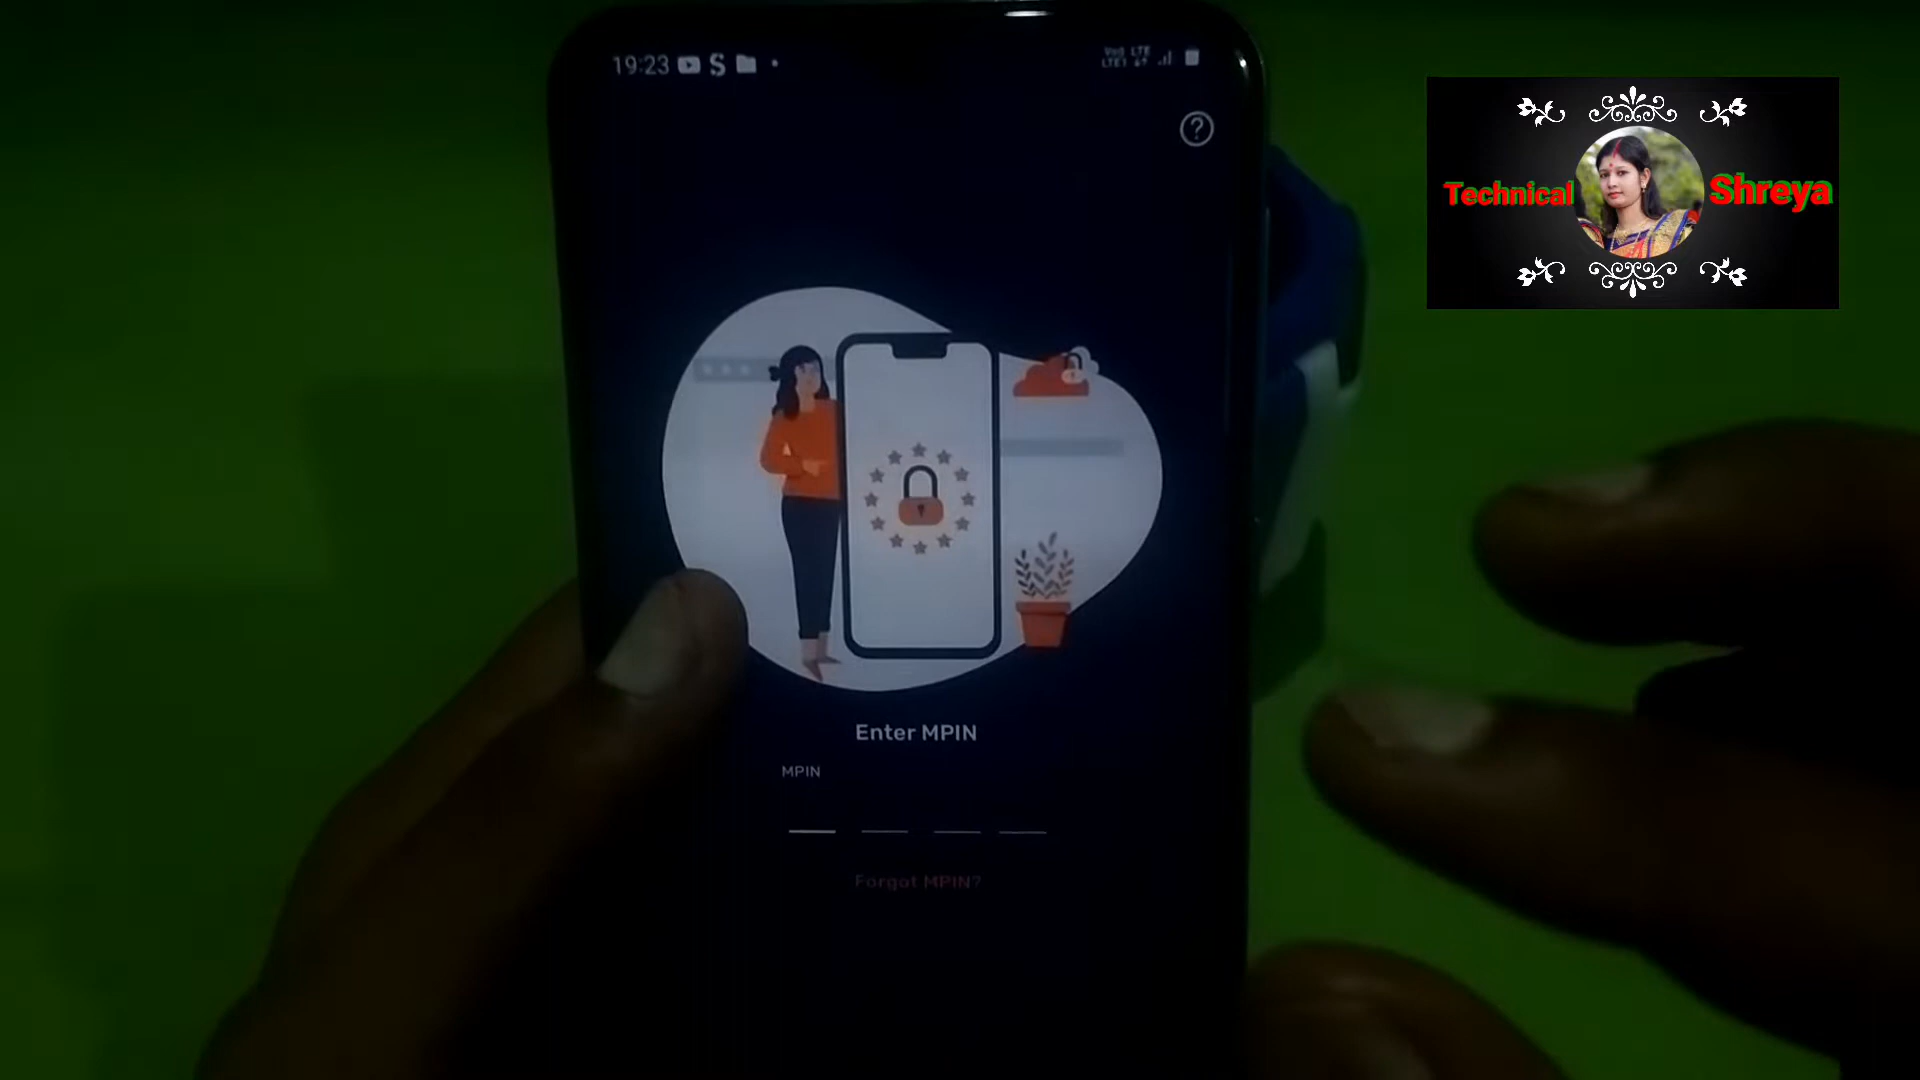 19:23
Technical Shreya
Enter MPIN
MPIN
Forgot MPIN?